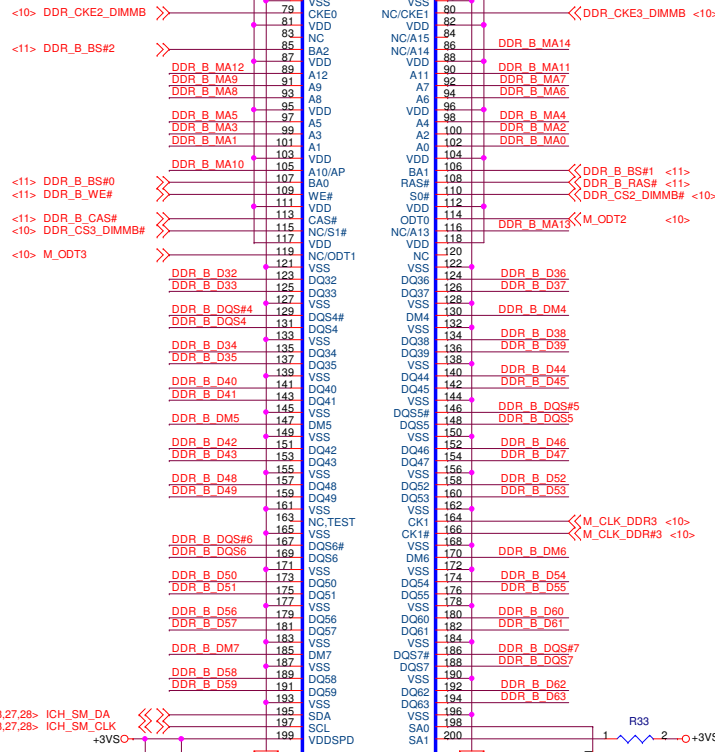 VSS VSS
<10> DDR_CKE2_DIMMB 79 CKE0 NC/CKE1 80 DDR_CKE3_DIMMB <10>
81 VDD VDD 82
83 NC NC/A15 84
<11> DDR_B_BS#2 85 BA2 NC/A14 86 DDR_B_MA14
87 VDD VDD 88
DDR_B_MA12 89 A12 A11 90 DDR_B_MA11
DDR_B_MA9 91 A9 A7 92 DDR_B_MA7
DDR_B_MA8 93 A8 A6 94 DDR_B_MA6
95 VDD VDD 96
DDR_B_MA5 97 A5 A4 98 DDR_B_MA4
DDR_B_MA3 99 A3 A2 100 DDR_B_MA2
DDR_B_MA1 101 A1 A0 102 DDR_B_MA0
103 VDD VDD 104
DDR_B_MA10 105 A10/AP BA1 106 DDR_B_BS#1 <11>
<11> DDR_B_BS#0 107 BA0 RAS# 108 DDR_B_RAS# <11>
<11> DDR_B_WE# 109 WE# S0# 110 DDR_CS2_DIMMB# <10>
111 VDD VDD 112
<11> DDR_B_CAS# 113 CAS# ODT0 114 M_ODT2 <10>
<10> DDR_CS3_DIMMB# 115 NC/S1# NC/A13 116 DDR_B_MA13
117 VDD VDD 118
<10> M_ODT3 119 NC/ODT1 NC 120
121 VSS VSS 122
DDR_B_D32 123 DQ32 DQ36 124 DDR_B_D36
DDR_B_D33 125 DQ33 DQ37 126 DDR_B_D37
127 VSS VSS 128
DDR_B_DQS#4 129 DQS4# DM4 130 DDR_B_DM4
DDR_B_DQS4 131 DQS4 VSS 132
133 VSS DQ38 134 DDR_B_D38
DDR_B_D34 135 DQ34 DQ39 136 DDR_B_D39
DDR_B_D35 137 DQ35 VSS 138
139 VSS DQ44 140 DDR_B_D44
DDR_B_D40 141 DQ40 DQ45 142 DDR_B_D45
DDR_B_D41 143 DQ41 VSS 144
145 VSS DQS5# 146 DDR_B_DQS#5
DDR_B_DM5 147 DM5 DQS5 148 DDR_B_DQS5
149 VSS VSS 150
DDR_B_D42 151 DQ42 DQ46 152 DDR_B_D46
DDR_B_D43 153 DQ43 DQ47 154 DDR_B_D47
155 VSS VSS 156
DDR_B_D48 157 DQ48 DQ52 158 DDR_B_D52
DDR_B_D49 159 DQ49 DQ53 160 DDR_B_D53
161 VSS VSS 162
163 NC,TEST CK1 164 M_CLK_DDR3 <10>
165 VSS CK1# 166 M_CLK_DDR#3 <10>
DDR_B_DQS#6 167 DQS6# VSS 168
DDR_B_DQS6 169 DQS6 DM6 170 DDR_B_DM6
171 VSS VSS 172
DDR_B_D50 173 DQ50 DQ54 174 DDR_B_D54
DDR_B_D51 175 DQ51 DQ55 176 DDR_B_D55
177 VSS VSS 178
DDR_B_D56 179 DQ56 DQ60 180 DDR_B_D60
DDR_B_D57 181 DQ57 DQ61 182 DDR_B_D61
183 VSS VSS 184
DDR_B_DM7 185 DM7 DQS7# 186 DDR_B_DQS#7
187 VSS DQS7 188 DDR_B_DQS7
DDR_B_D58 189 DQ58 VSS 190
DDR_B_D59 191 DQ59 DQ62 192 DDR_B_D62
193 VSS DQ63 194 DDR_B_D63
,27,28> ICH_SM_DA 195 SDA VSS 196
,27,28> ICH_SM_CLK 197 SCL SA0 198 R33
+3VS 199 VDDSPD SA1 200 1 2 +3VS